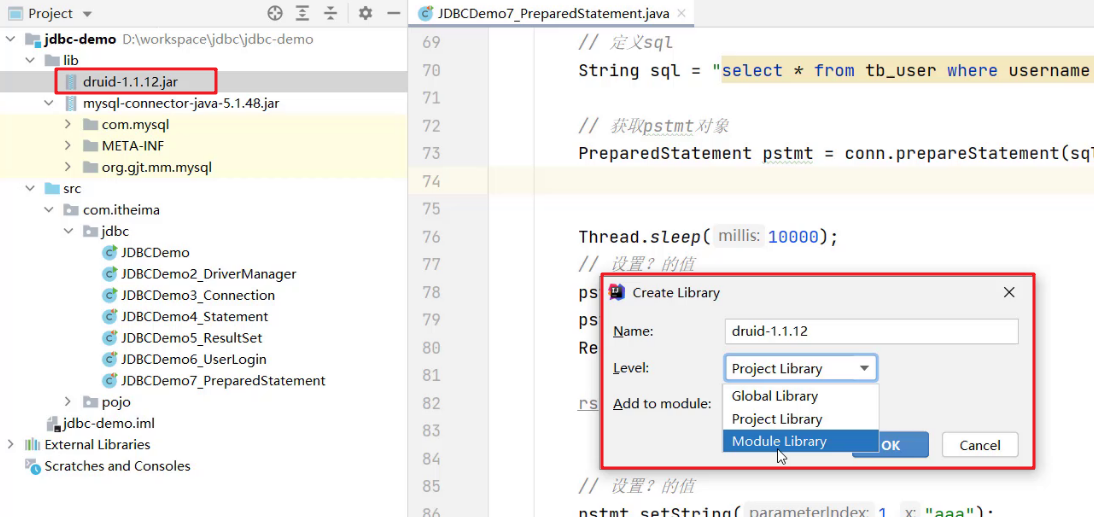 Project
jdbc-demo D:\workspace\jdbc\jdbc-demo
lib
druid-1.1.12.jar
mysql-connector-java-5.1.48.jar
com.mysql
META-INF
org.gjt.mm.mysql
src
com.itheima
jdbc
JDBCDemo
JDBCDemo2_DriverManager
JDBCDemo3_Connection
JDBCDemo4_Statement
JDBCDemo5_ResultSet
JDBCDemo6_UserLogin
JDBCDemo7_PreparedStatement
pojo
jdbc-demo.iml
External Libraries
Scratches and Consoles
JDBCDemo7_PreparedStatement.java
69 // 定义sql
70 String sql = "select * from tb_user where username
71
72 // 获取pstmt对象
73 PreparedStatement pstmt = conn.prepareStatement(sql
74
75
76 Thread.sleep( millis: 10000);
77 // 设置？的值
78 ps
79 ps
80 Re
81
82 rs
83
84
85 // 设置？的值
86 pstmt.setString( parameterIndex: 1, x: "aaa");
Create Library
Name: druid-1.1.12
Level: Project Library
Global Library
Project Library
Module Library
Add to module:
OK Cancel